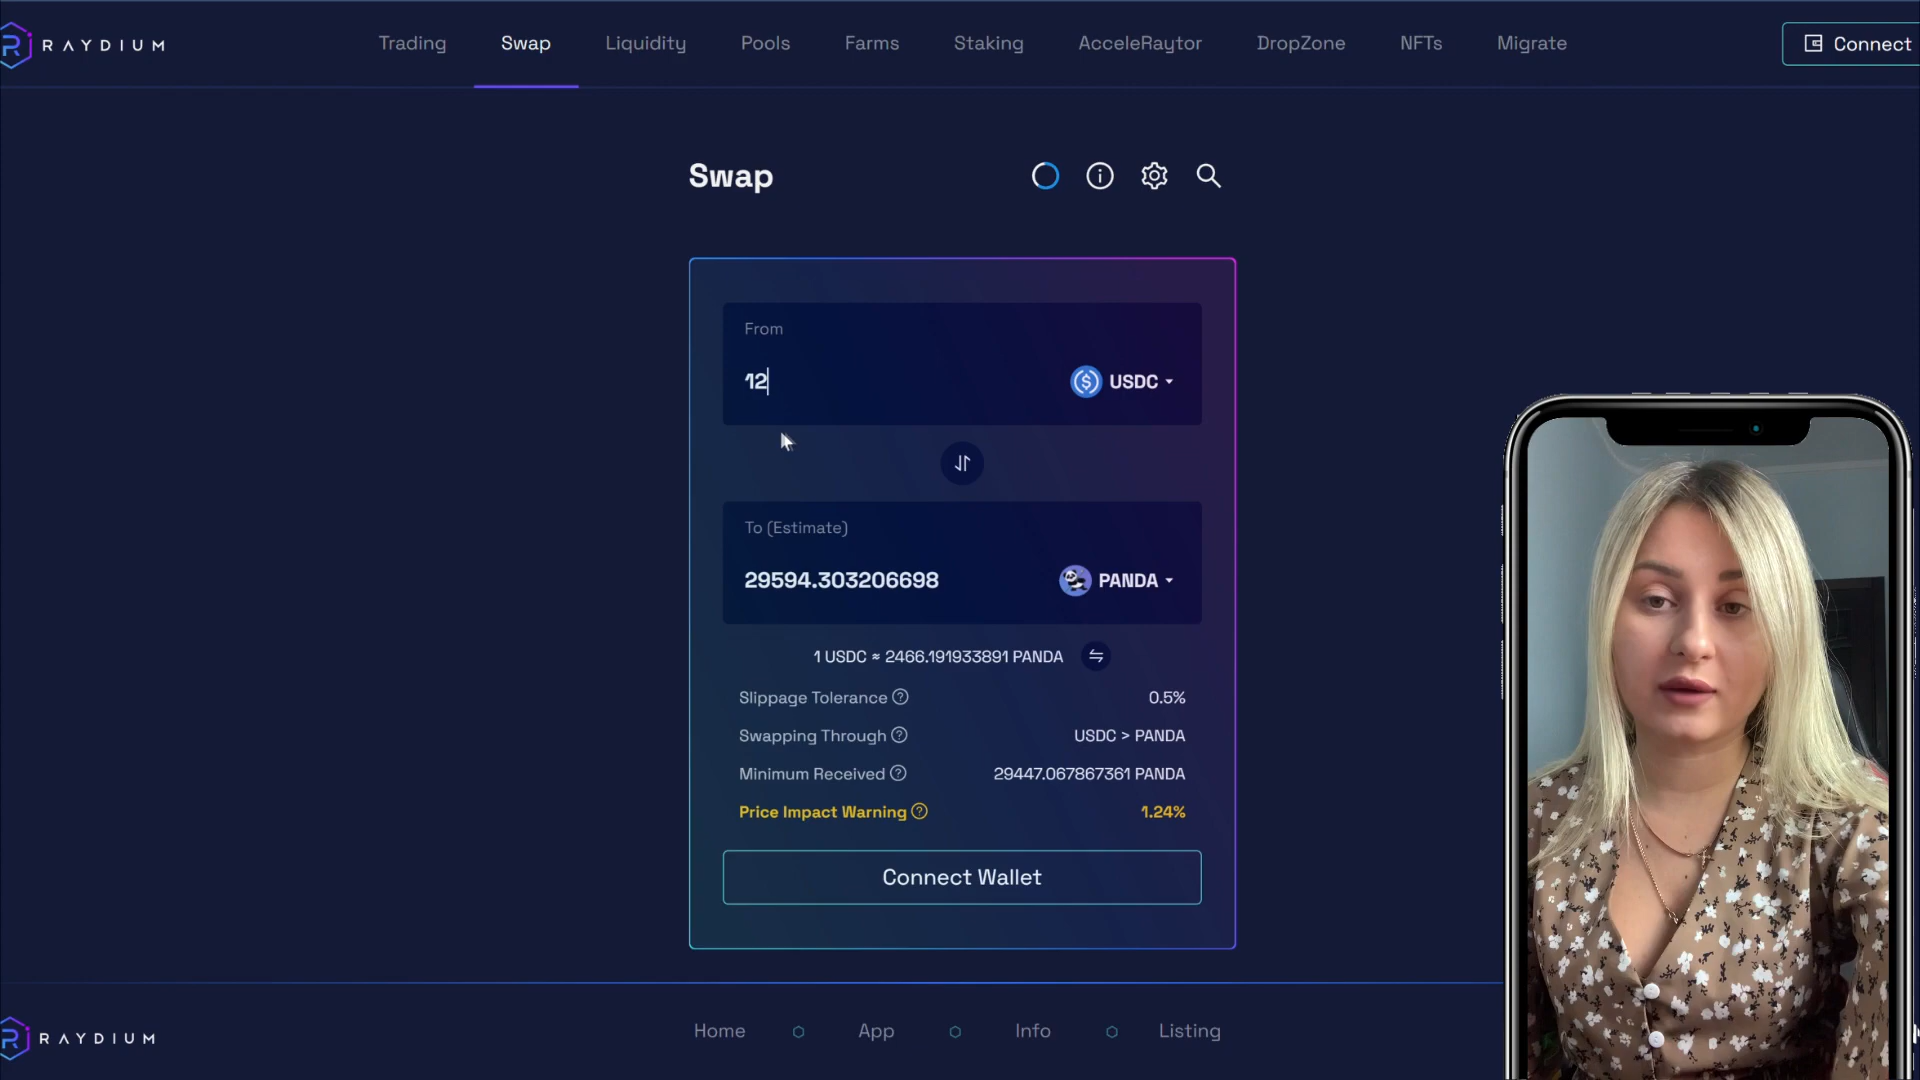 RAYDIUM
Trading
Swap
Liquidity
Pools
Farms
Staking
AcceleRaytor
DropZone
NFTs
Migrate
Connect
Swap
From
12
USDC
To (Estimate)
29594.303206698
PANDA
1 USDC ≈ 2466.191933891 PANDA
Slippage Tolerance 0.5%
Swapping Through USDC > PANDA
Minimum Received 29447.067867361 PANDA
Price Impact Warning 1.24%
Connect Wallet
RAYDIUM
Home
App
Info
Listing